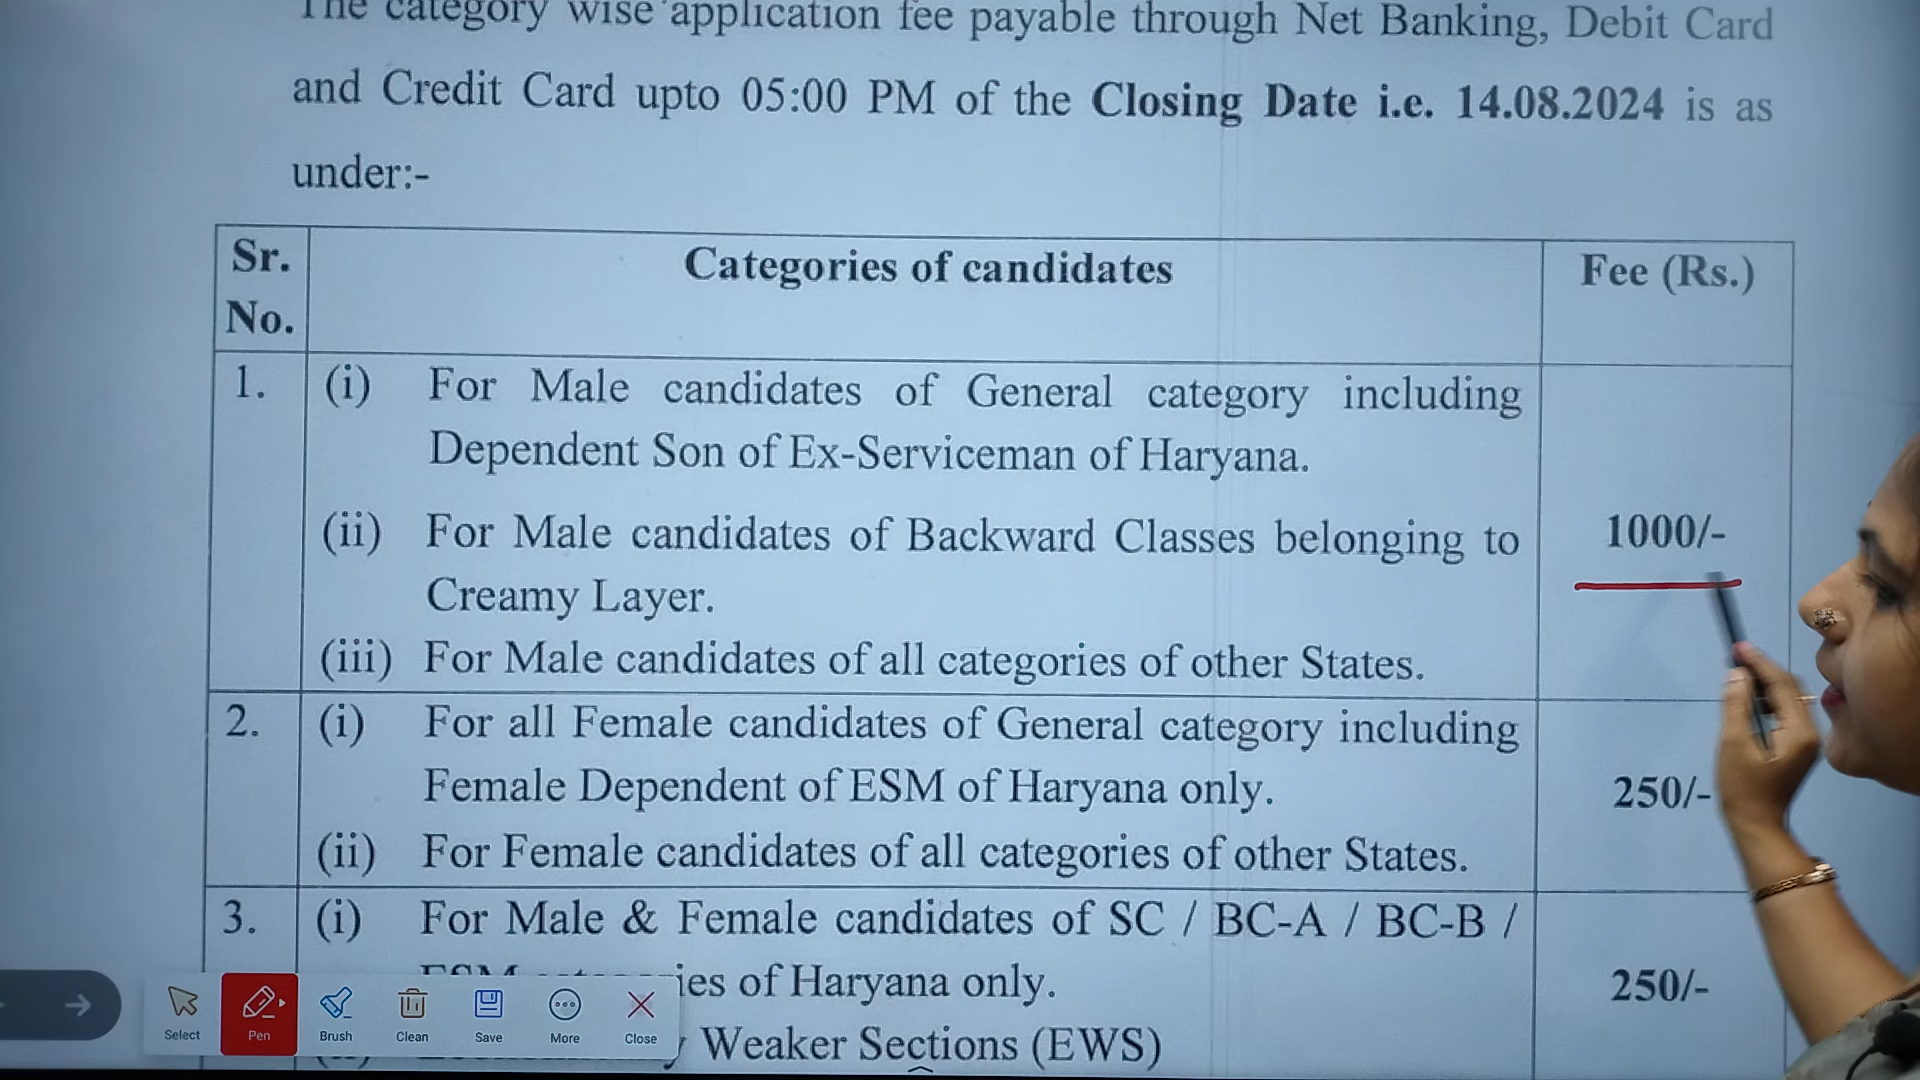 The category wise application fee payable through Net Banking, Debit Card
and Credit Card upto 05:00 PM of the Closing Date i.e. 14.08.2024 is as
under:-
Sr. No.
Categories of candidates
Fee (Rs.)
1.
(i) For Male candidates of General category including
Dependent Son of Ex-Serviceman of Haryana.
(ii) For Male candidates of Backward Classes belonging to
Creamy Layer.
(iii) For Male candidates of all categories of other States.
1000/-
2.
(i) For all Female candidates of General category including
Female Dependent of ESM of Haryana only.
(ii) For Female candidates of all categories of other States.
250/-
3.
(i) For Male & Female candidates of SC / BC-A / BC-B /
ies of Haryana only.
Weaker Sections (EWS)
250/-
Select
Pen
Brush
Clean
Save
More
Close